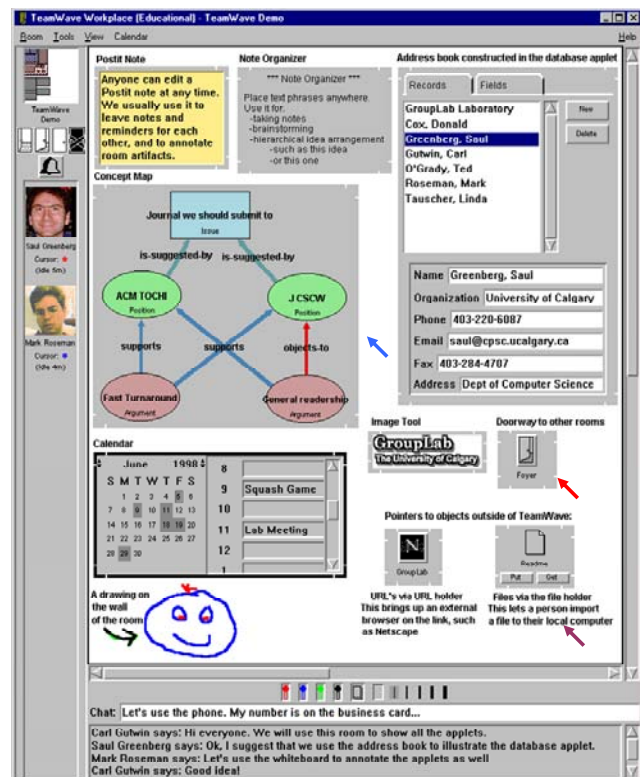 TeamWave Workplace (Educational) - TeamWave Demo
Room Tools View Calendar Help
TeamWave
Demo
Saul Greenberg
Cursor:
(Idle 6m)
Mark Roseman
Cursor:
(Idle 4m)
Postit Note
Anyone can edit a
Postit note at any time.
We usually use it to
leave notes and
reminders for each
other, and to annotate
room artifacts.
Note Organizer
*** Note Organizer ***
Place text phrases anywhere.
Use it for.
-taking notes
-brainstorming
-hierarchical idea arrangement
-such as this idea
-or this one
Address book constructed in the database applet
Records Fields
GroupLab Laboratory
Cox, Donald
Greenberg, Saul
Gutwin, Carl
O'Grady, Ted
Roseman, Mark
Tauscher, Linda
New
Delete
Name Greenberg, Saul
Organization University of Calgary
Phone 403-220-6087
Email saul@cpsc.ucalgary.ca
Fax 403-284-4707
Address Dept of Computer Science
Concept Map
Journal we should submit to
Issue
is-suggested-by is-suggested-by
ACM TOCHI
Position
J CSCW
Position
supports supports objects-to
Fast Turnaround
Argument
General readership
Argument
Image Tool
GroupLab
The University of Calgary
Doorway to other rooms
Foyer
Calendar
June 1998
S M T W T F S
1 2 3 4 5 6
7 8 9 10 11 12 13
14 15 16 17 18 19 20
21 22 23 24 25 26 27
28 29 30
8
9 Squash Game
10
11 Lab Meeting
12
1
Pointers to objects outside of TeamWave:
N
GroupLab
URL's via URL holder
This brings up an external
browser on the link, such
as Netscape
Readme
Put Get
Files via the file holder
This lets a person import
a file to their local computer
A drawing on
the wall
of the room
Chat: Let's use the phone. My number is on the business card...
Carl Gutwin says: Hi everyone. We will use this room to show all the applets.
Saul Greenberg says: Ok, I suggest that we use the address book to illustrate the database applet.
Mark Roseman says: Let's use the whiteboard to annotate the applets as well
Carl Gutwin says: Good idea!